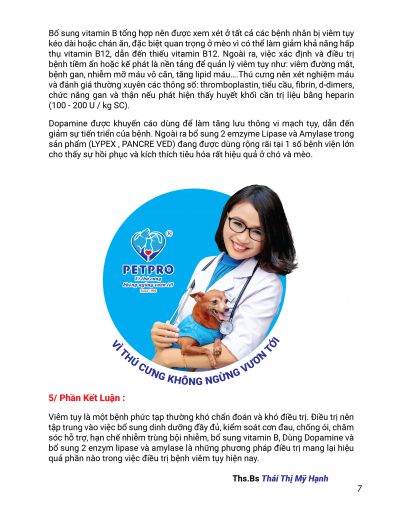 Bổ sung vitamin B tổng hợp nên được xem xét ở tất cả các bệnh nhân bị viêm tụy
kéo dài hoặc chán ăn, đặc biệt quan trọng ở mèo vì có thể làm giảm khả năng hấp
thụ vitamin B12, dẫn đến thiếu vitamin B12. Ngoài ra, việc xác định và điều trị
bệnh tiềm ẩn hoặc kế phát là nền tảng để quản lý viêm tụy như: viêm đường mật,
bệnh gan, nhiễm mỡ máu vô căn, tăng lipid máu....Thú cưng nên xét nghiệm máu
và đánh giá thường xuyên các thông số: thromboplastin, tiểu cầu, fibrin, d-dimers,
chức năng gan và thận nếu phát hiện thấy huyết khối cần trị liệu bằng heparin
(100 - 200 U / kg SC).
Dopamine được khuyến cáo dùng để làm tăng lưu thông vi mạch tụy, dẫn đến
giảm sự tiến triển của bệnh. Ngoài ra bổ sung 2 emzyme Lipase và Amylase trong
sản phẩm (LYPEX , PANCRE VED) đang được dùng rộng rãi tại 1 số bệnh viện lớn
cho thấy sự hồi phục và kích thích tiêu hóa rất hiệu quả ở chó và mèo.
®
PETPRO
Vì thú cưng
không ngừng vươn tới
VÌ THÚ CƯNG KHÔNG NGỪNG VƯƠN TỚI
5/ Phần Kết Luận :
Viêm tụy là một bệnh phức tạp thường khó chẩn đoán và khó điều trị. Điều trị nên
tập trung vào việc bổ sung dinh dưỡng đầy đủ, kiểm soát cơn đau, chống ói, chăm
sóc hỗ trợ, hạn chế nhiễm trùng bội nhiễm, bổ sung vitamin B, Dùng Dopamine và
bổ sung 2 enzym lipase và amylase là những phương pháp điều trị mang lại hiệu
quả phần nào trong việc điều trị bệnh viêm tụy hiện nay.
Ths.Bs Thái Thị Mỹ Hạnh
7